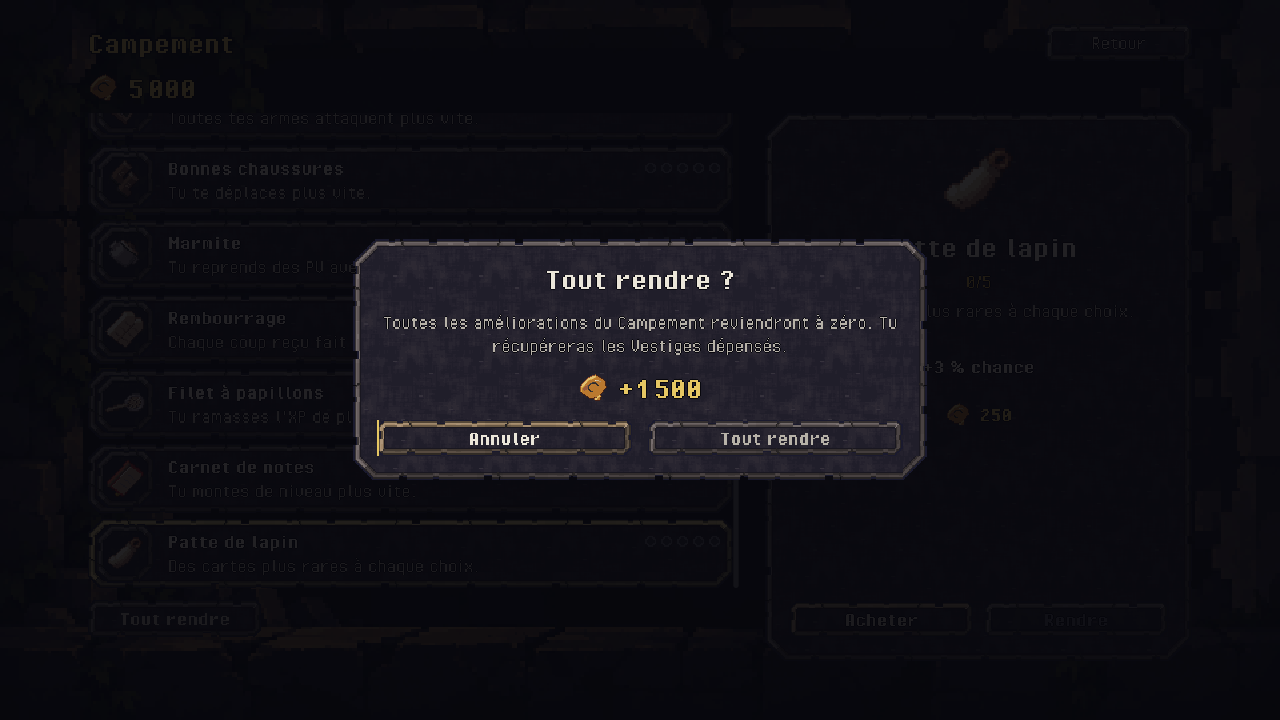 Campement
Retour
5 000
Toutes tes armes attaquent plus vite
Bonnes chaussures
Tu te déplaces plus vite.
Marmite
Tu reprends des PV
Rembourrage
Chaque coup reçu fait
Filet à papillons
Tu ramasses l'XP de
Carnet de notes
Tu montes de niveau plus vite.
Patte de lapin
Des cartes plus rares à chaque choix
Tout rendre
tte de lapin
0/5
rares à chaque choix
+3 % chance
250
Acheter
Rendre
Tout rendre ?
Toutes les améliorations du Campement reviendront à zéro. Tu
récupéreras les Vestiges dépensés.
+1 500
Annuler
Tout rendre